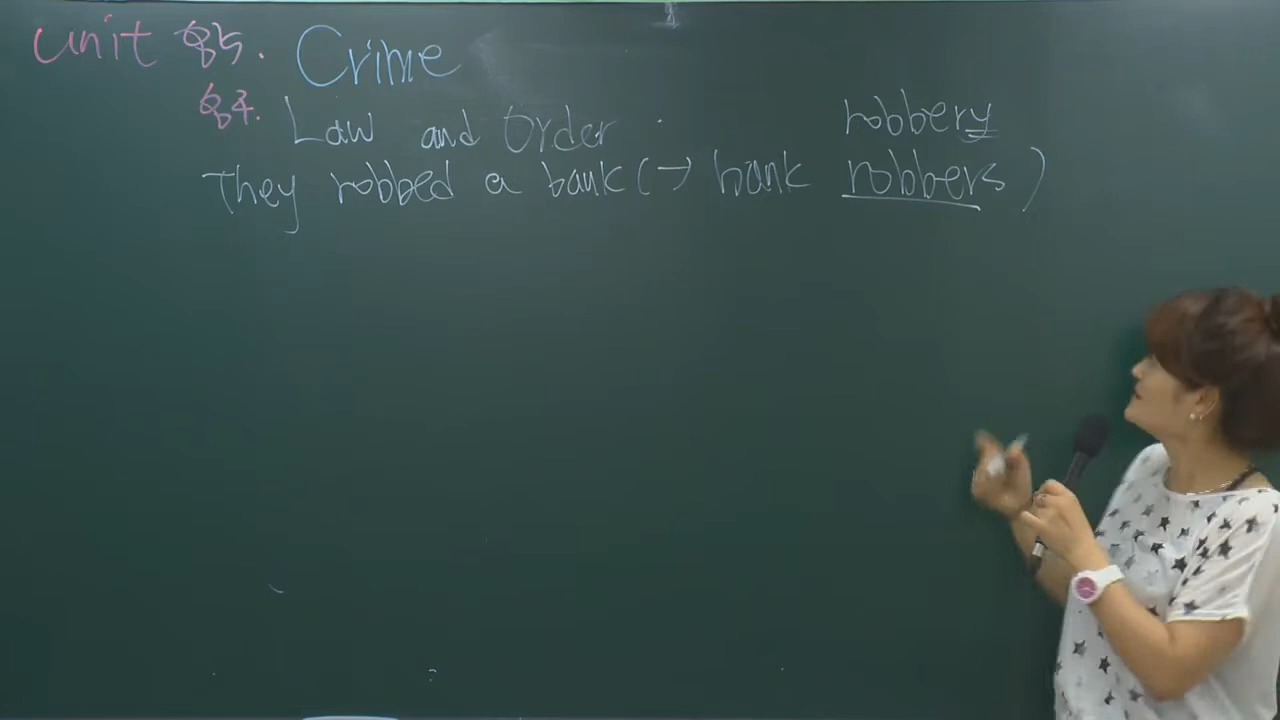 Unit 85. Crime
84. Law and Order
robbery
They robbed a bank (→ bank robbers)